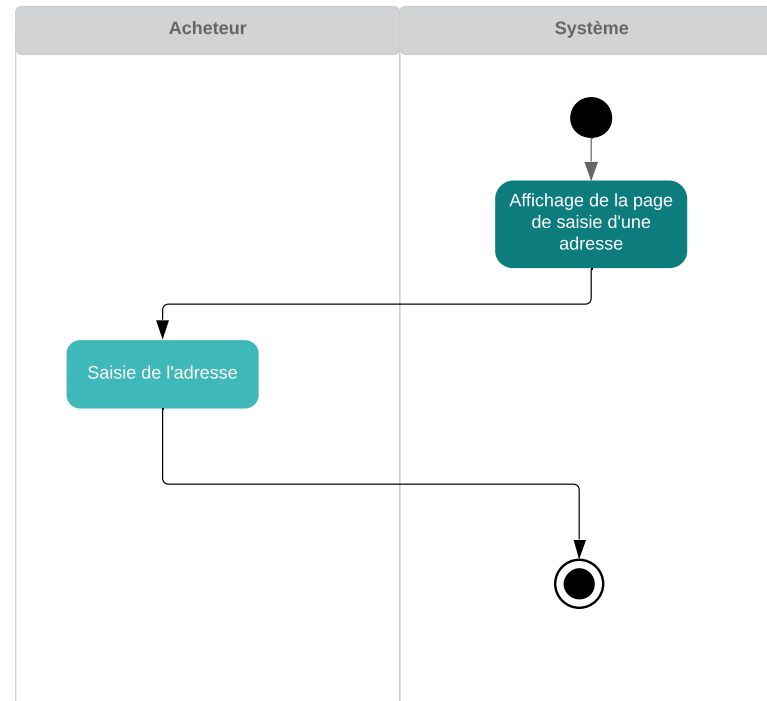 Acheteur
Système
Affichage de la page
de saisie d'une
adresse
Saisie de l'adresse